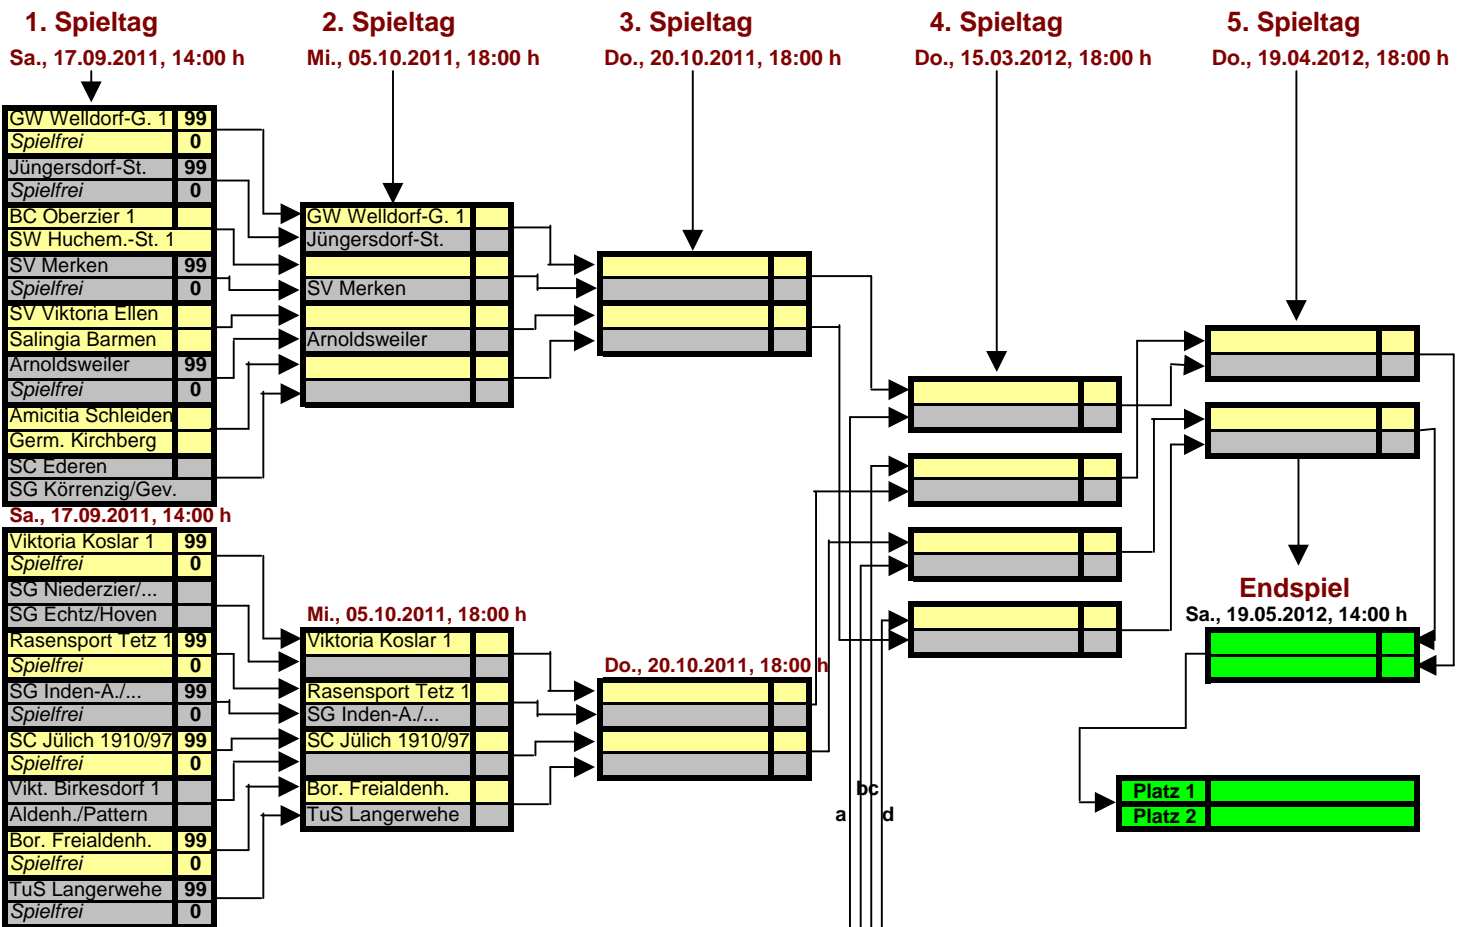 1. Spieltag
2. Spieltag
3. Spieltag
4. Spieltag
5. Spieltag
Sa., 17.09.2011, 14:00 h
Mi., 05.10.2011, 18:00 h
Do., 20.10.2011, 18:00 h
Do., 15.03.2012, 18:00 h
Do., 19.04.2012, 18:00 h
GW Welldorf-G. 1 99
Spielfrei 0
Jüngersdorf-St. 99
Spielfrei 0
BC Oberzier 1
SW Huchem.-St. 1
SV Merken 99
Spielfrei 0
SV Viktoria Ellen
Salingia Barmen
Arnoldsweiler 99
Spielfrei 0
Amicitia Schleiden
Germ. Kirchberg
SC Ederen
SG Körrenzig/Gev.
GW Welldorf-G. 1
Jüngersdorf-St.
SV Merken
Arnoldsweiler
Sa., 17.09.2011, 14:00 h
Viktoria Koslar 1 99
Spielfrei 0
SG Niederzier/...
SG Echtz/Hoven
Rasensport Tetz 1 99
Spielfrei 0
SG Inden-A./... 99
Spielfrei 0
SC Jülich 1910/97 99
Spielfrei 0
Vikt. Birkesdorf 1
Aldenh./Pattern
Bor. Freialdenh. 99
Spielfrei 0
TuS Langerwehe 99
Spielfrei 0
Mi., 05.10.2011, 18:00 h
Viktoria Koslar 1
Rasensport Tetz 1
SG Inden-A./...
SC Jülich 1910/97
Bor. Freialdenh.
TuS Langerwehe
Do., 20.10.2011, 18:00 h
a
bc
d
Endspiel
Sa., 19.05.2012, 14:00 h
Platz 1
Platz 2